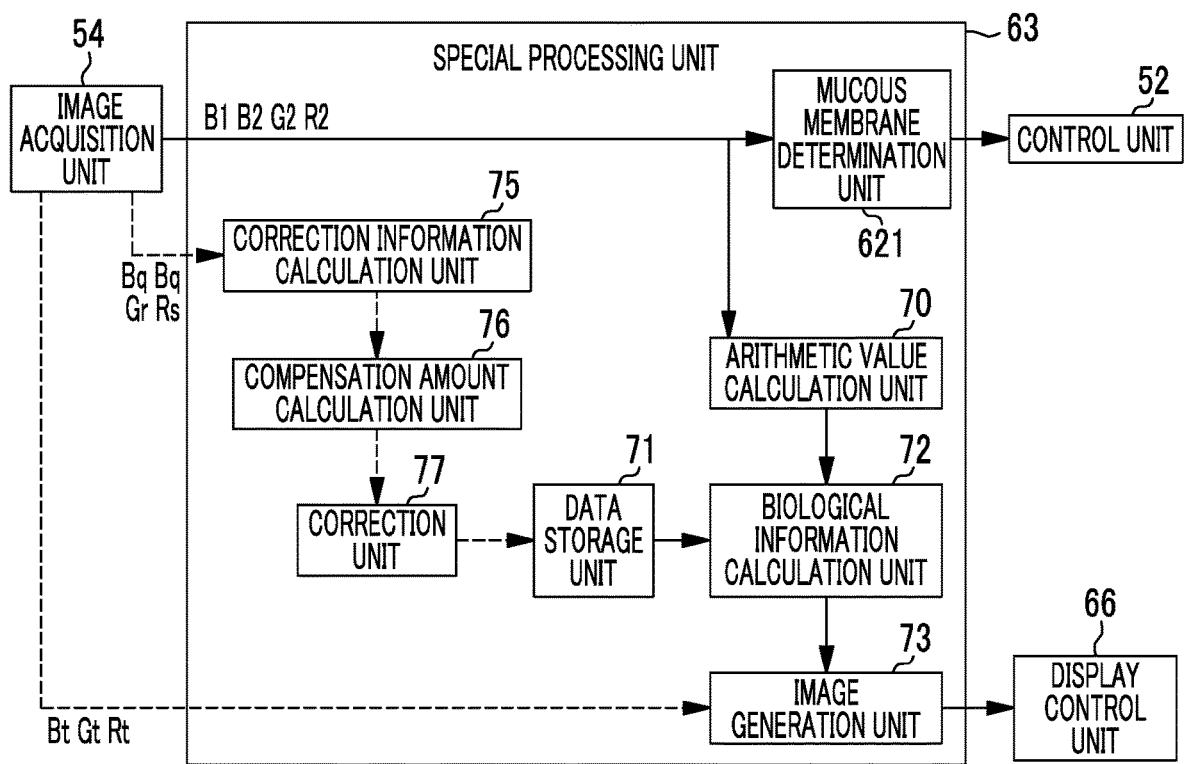 54
63
SPECIAL PROCESSING UNIT
IMAGE
ACQUISITION
UNIT
B1 B2 G2 R2
MUCOUS
MEMBRANE
DETERMINATION
UNIT
621
52
CONTROL UNIT
75
CORRECTION INFORMATION
CALCULATION UNIT
Bq Bq
Gr Rs
76
COMPENSATION AMOUNT
CALCULATION UNIT
70
ARITHMETIC VALUE
CALCULATION UNIT
77
CORRECTION
UNIT
71
DATA
STORAGE
UNIT
72
BIOLOGICAL
INFORMATION
CALCULATION UNIT
73
IMAGE
GENERATION UNIT
66
DISPLAY
CONTROL
UNIT
Bt Gt Rt